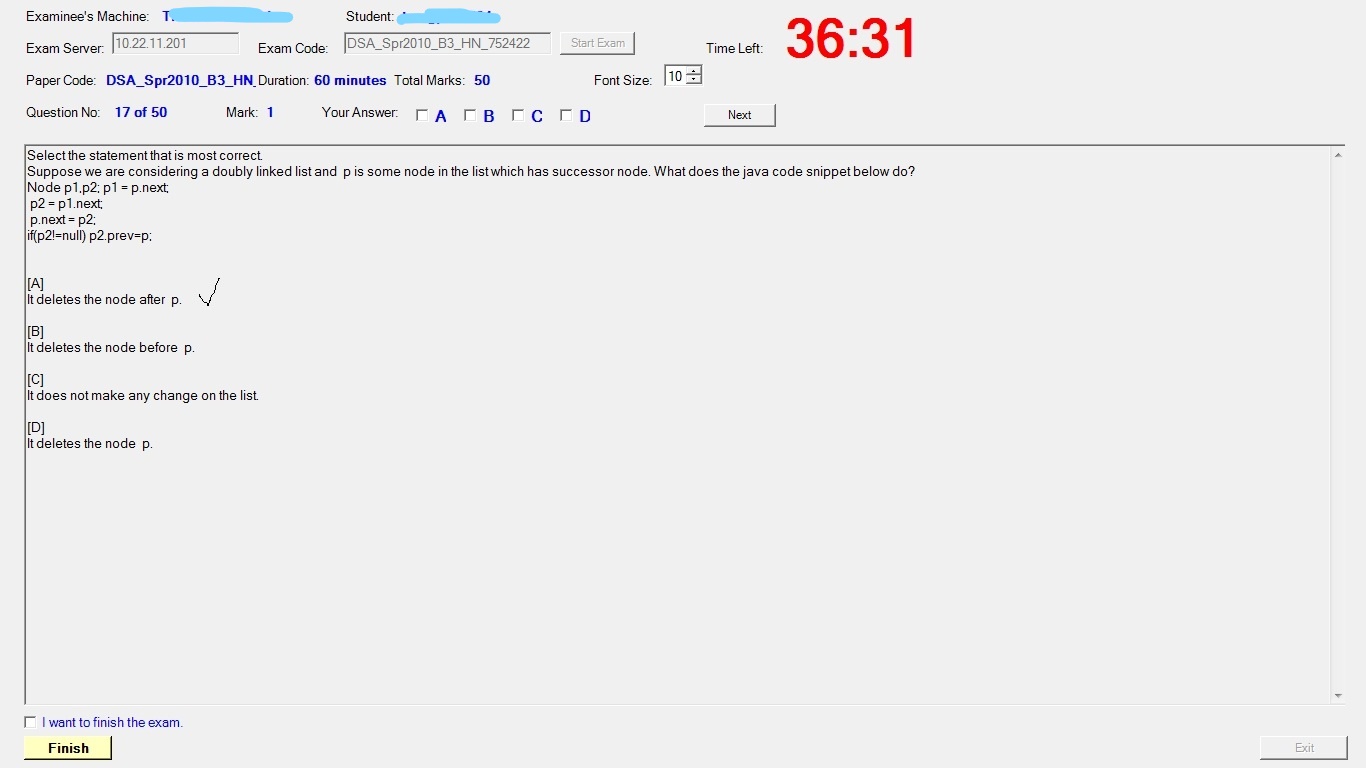 Examinee's Machine: Student:
36:31
Exam Server: 10.22.11.201 Exam Code: DSA_Spr2010_B3_HN_752422 Start Exam Time Left:
Paper Code: DSA_Spr2010_B3_HN_ Duration: 60 minutes Total Marks: 50 Font Size: 10
Question No: 17 of 50 Mark: 1 Your Answer: A B C D Next
Select the statement that is most correct.
Suppose we are considering a doubly linked list and p is some node in the list which has successor node. What does the java code snippet below do?
Node p1,p2; p1 = p.next;
p2 = p1.next;
p.next = p2;
if(p2!=null) p2.prev=p;
[A]
It deletes the node after p.
[B]
It deletes the node before p.
[C]
It does not make any change on the list.
[D]
It deletes the node p.
I want to finish the exam.
Finish Exit